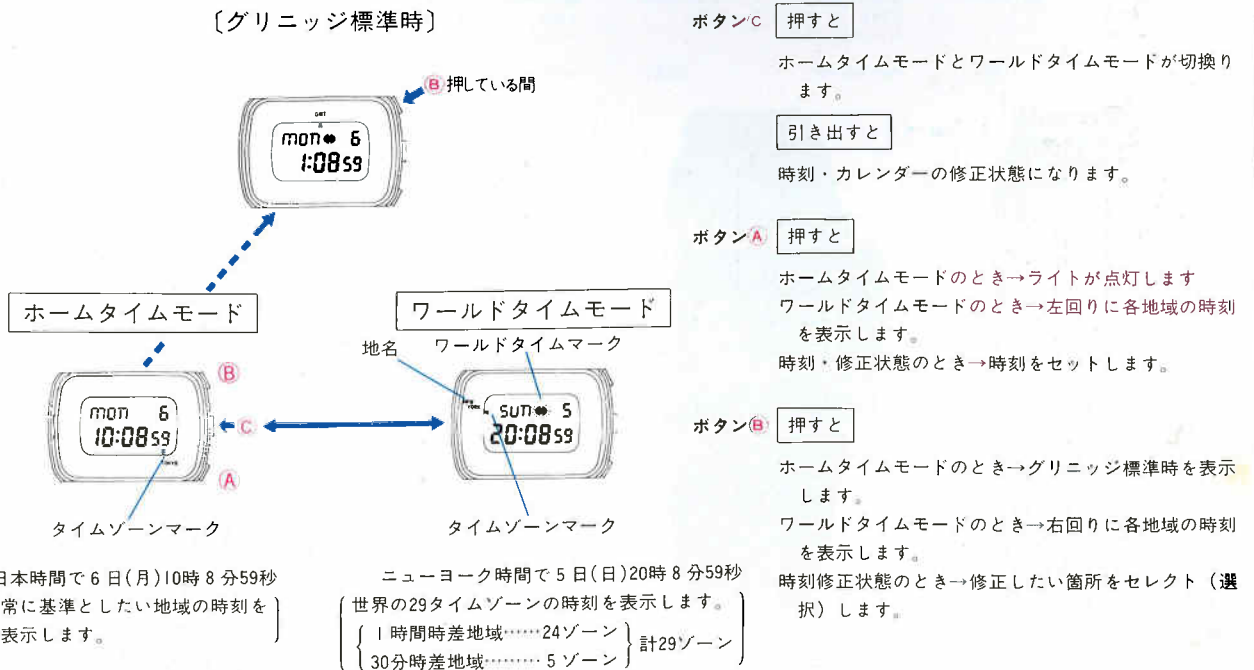 〔グリニッジ標準時〕
B 押している間
GMT
mon 6
1:08 59
ホームタイムモード
B
mon 6
10:08 59
TOKYO
C
A
タイムゾーンマーク
日本時間で6日(月)10時8分59秒
常に基準としたい地域の時刻を
表示します。
ワールドタイムモード
地名
ワールドタイムマーク
NEW
YORK
sun 5
20:08 59
タイムゾーンマーク
ニューヨーク時間で5日(日)20時8分59秒
世界の29タイムゾーンの時刻を表示します。
1時間時差地域……24ゾーン
30分時差地域………5ゾーン
計29ゾーン
ボタンC 押すと
ホームタイムモードとワールドタイムモードが切換り
ます。
引き出すと
時刻・カレンダーの修正状態になります。
ボタンA 押すと
ホームタイムモードのとき→ライトが点灯します
ワールドタイムモードのとき→左回りに各地域の時刻
を表示します。
時刻・修正状態のとき→時刻をセットします。
ボタンB 押すと
ホームタイムモードのとき→グリニッジ標準時を表示
します。
ワールドタイムモードのとき→右回りに各地域の時刻
を表示します。
時刻修正状態のとき→修正したい箇所をセレクト（選
択）します。